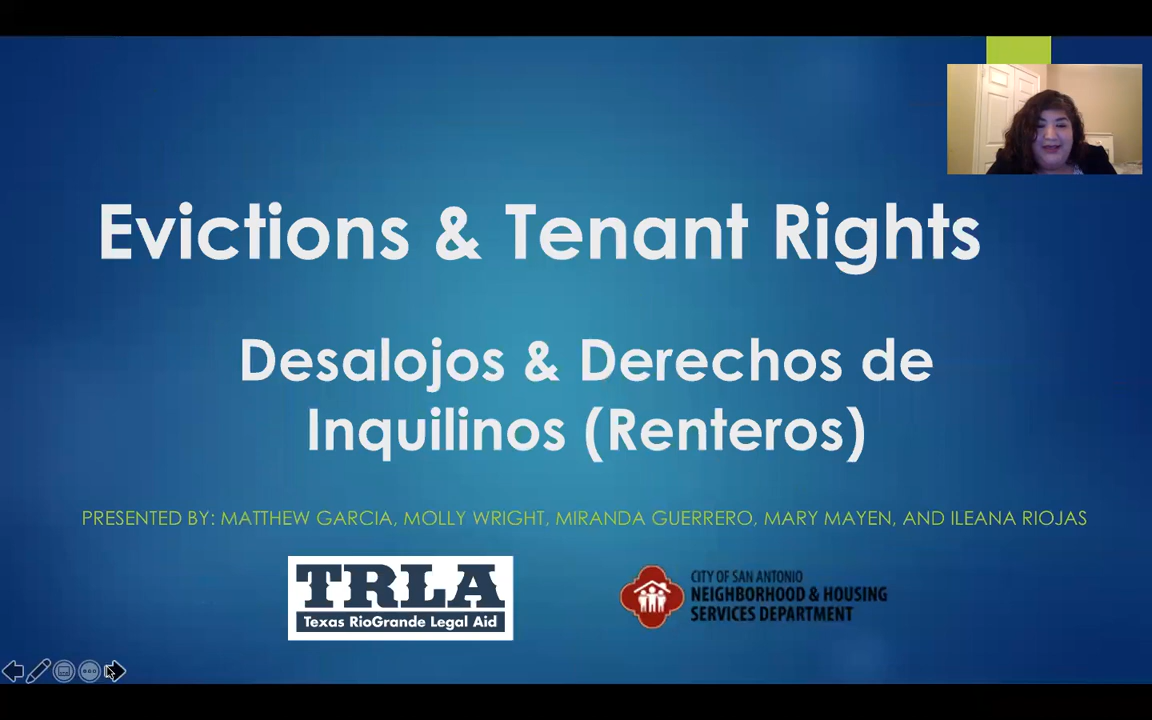 Evictions & Tenant Rights
Desalojos & Derechos de
Inquilinos (Renteros)
PRESENTED BY: MATTHEW GARCIA, MOLLY WRIGHT, MIRANDA GUERRERO, MARY MAYEN, AND ILEANA RIOJAS
TRLA
Texas RioGrande Legal Aid
CITY OF SAN ANTONIO
NEIGHBORHOOD & HOUSING
SERVICES DEPARTMENT